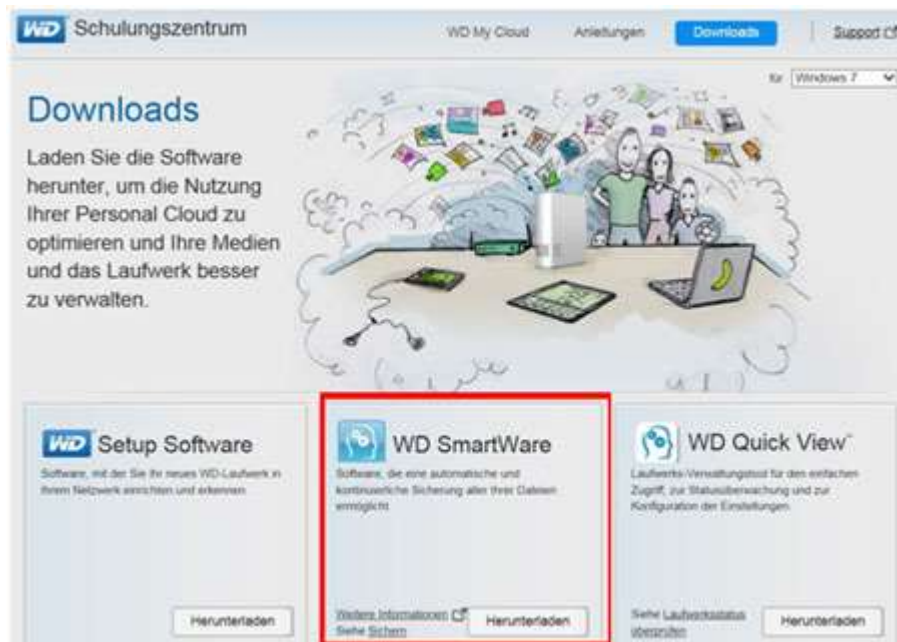 WD Schulungszentrum
WD My Cloud
Anleitungen
Downloads
Support
für Windows 7
Downloads
Laden Sie die Software
herunter, um die Nutzung
Ihrer Personal Cloud zu
optimieren und Ihre Medien
und das Laufwerk besser
zu verwalten.
WD Setup Software
Software, mit der Sie Ihr neues WD-Laufwerk in
Ihrem Netzwerk einrichten und erkennen
Herunterladen
WD SmartWare
Software, die eine automatische und
kontinuierliche Sicherung aller Ihrer Dateien
ermöglicht
Weitere Informationen
Siehe Sichern
Herunterladen
WD Quick View™
Laufwerks-Verwaltungstool für den einfachen
Zugriff, zur Statusüberwachung und zur
Konfiguration der Einstellungen.
Siehe Laufwerksstatus
überprüfen
Herunterladen